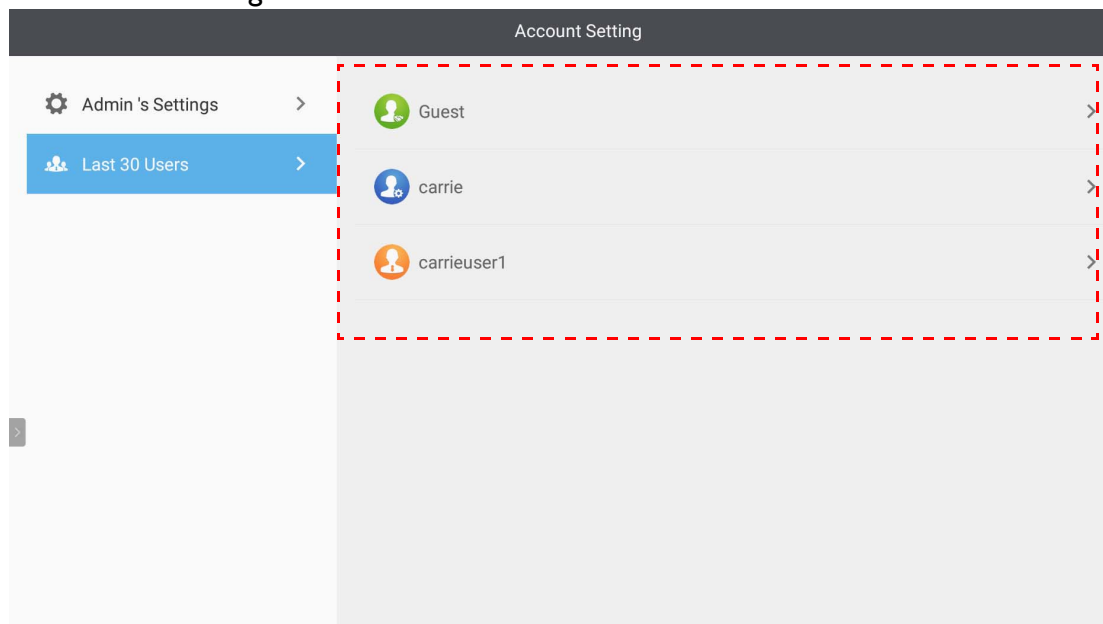 Account Setting
Admin 's Settings
Last 30 Users
Guest
carrie
carrieuser1